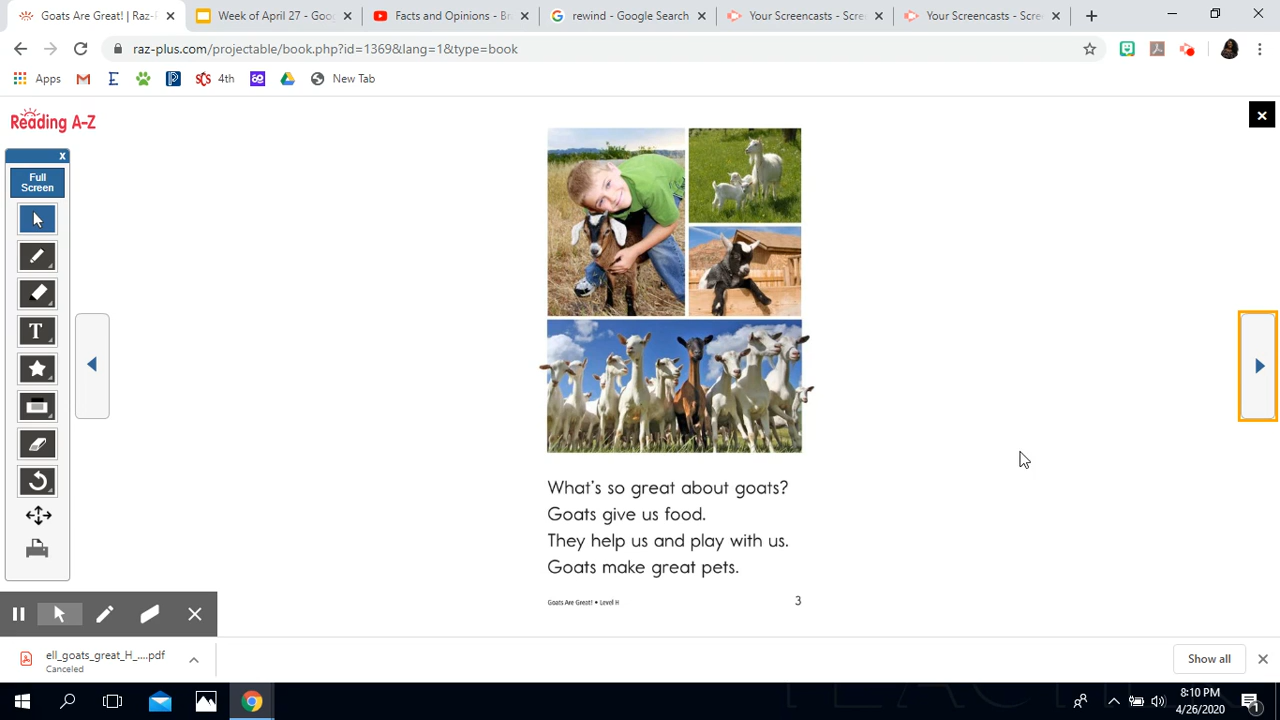 Goats Are Great! | Raz-
Week of April 27 - Goo
Facts and Opinions - Br
rewind - Google Search
Your Screencasts - Scre
Your Screencasts - Scre
raz-plus.com/projectable/book.php?id=1369&lang=1&type=book
Apps
SCS
4th
New Tab
Reading A-Z
x
Full
Screen
T
What's so great about goats?
Goats give us food.
They help us and play with us.
Goats make great pets.
Goats Are Great! • Level H
3
ell_goats_great_H_....pdf
Canceled
Show all
8:10 PM
4/26/2020
1